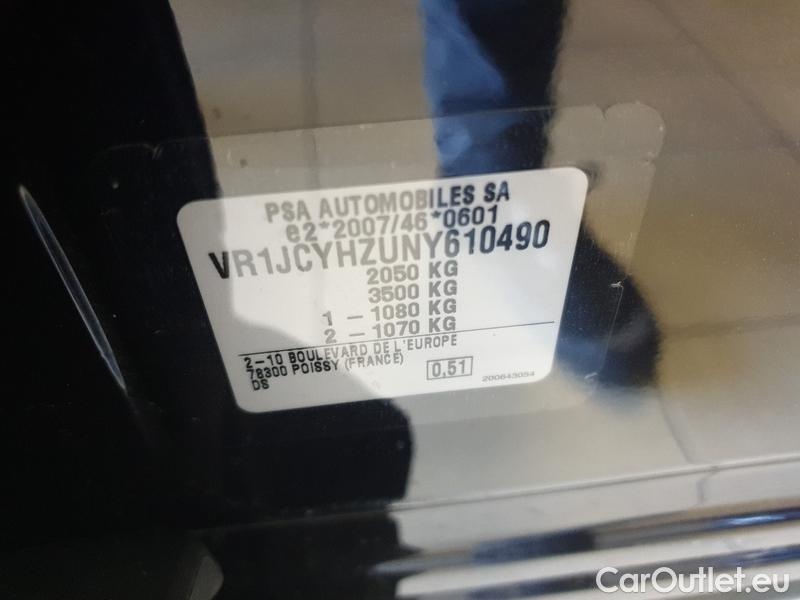 PSA AUTOMOBILES SA
e2*2007/46*0601
VR1JCYHZUNY610490
2050 KG
3500 KG
1 - 1080 KG
2 - 1070 KG
2-10 BOULEVARD DE L'EUROPE
78300 POISSY (FRANCE)
DS
0,51
200643054
CarOutlet.eu